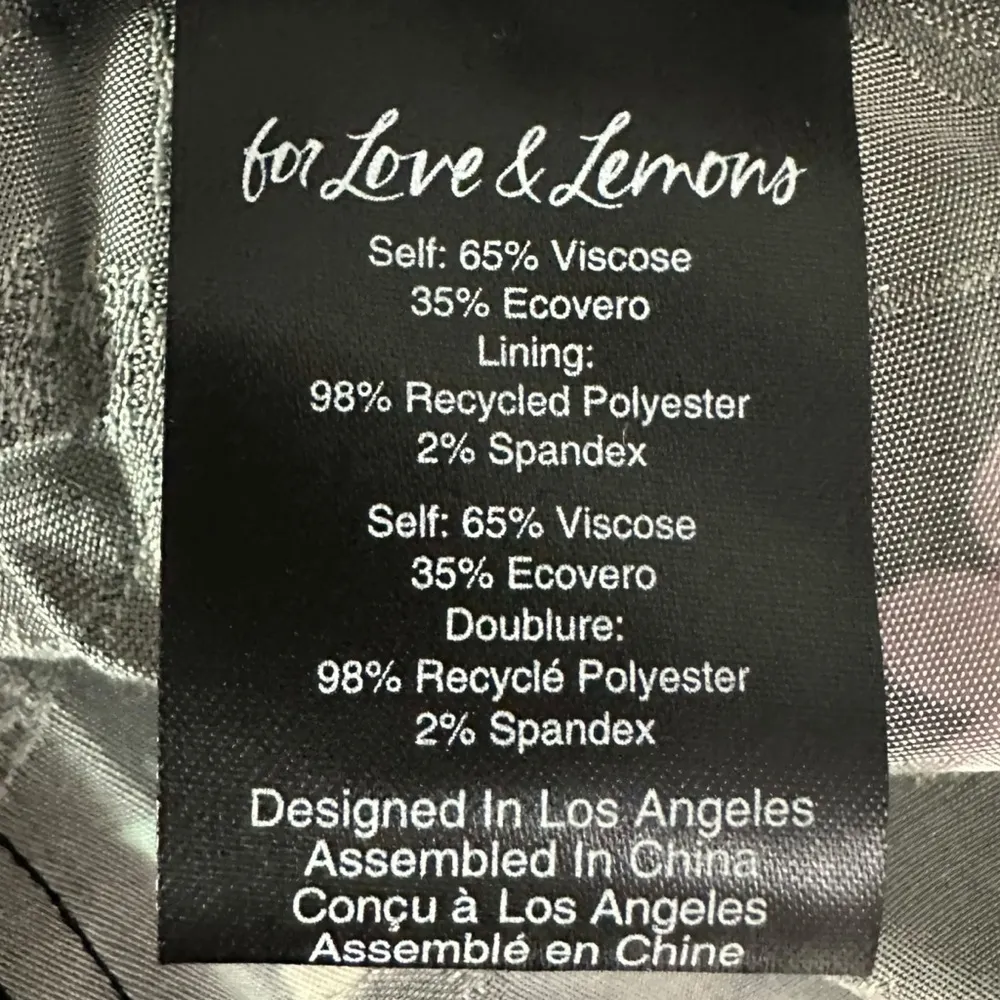 for Love & Lemons
Self: 65% Viscose
35% Ecovero
Lining:
98% Recycled Polyester
2% Spandex
Self: 65% Viscose
35% Ecovero
Doublure:
98% Recyclé Polyester
2% Spandex
Designed In Los Angeles
Assembled In China
Conçu à Los Angeles
Assemblé en Chine